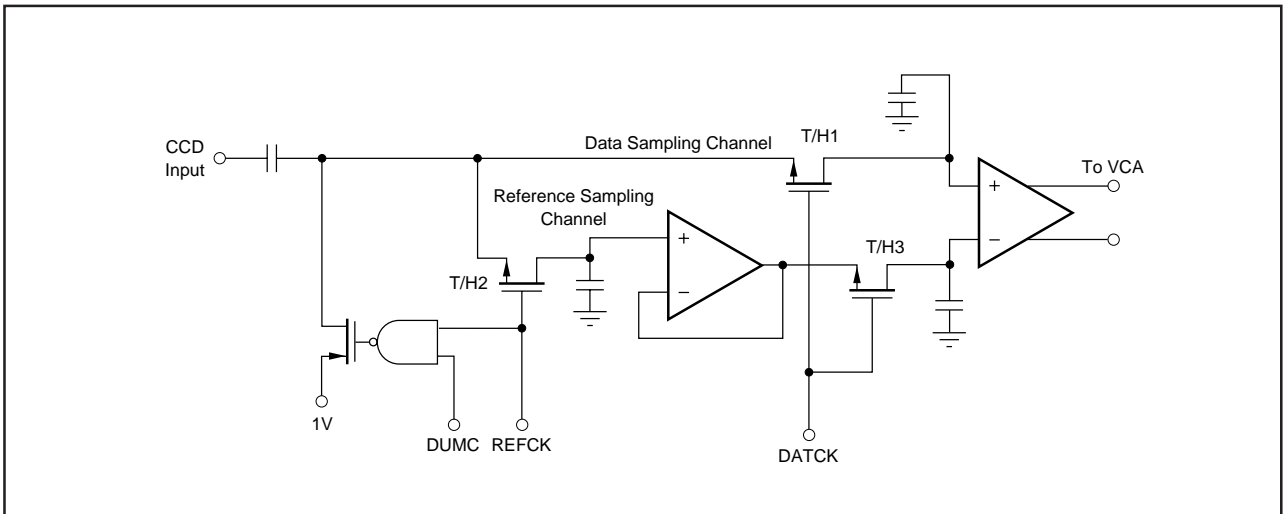 CCD
Input
Data Sampling Channel
T/H1
To VCA
Reference Sampling
Channel
+
+
−
T/H3
T/H2
−
1V
DUMC
REFCK
DATCK